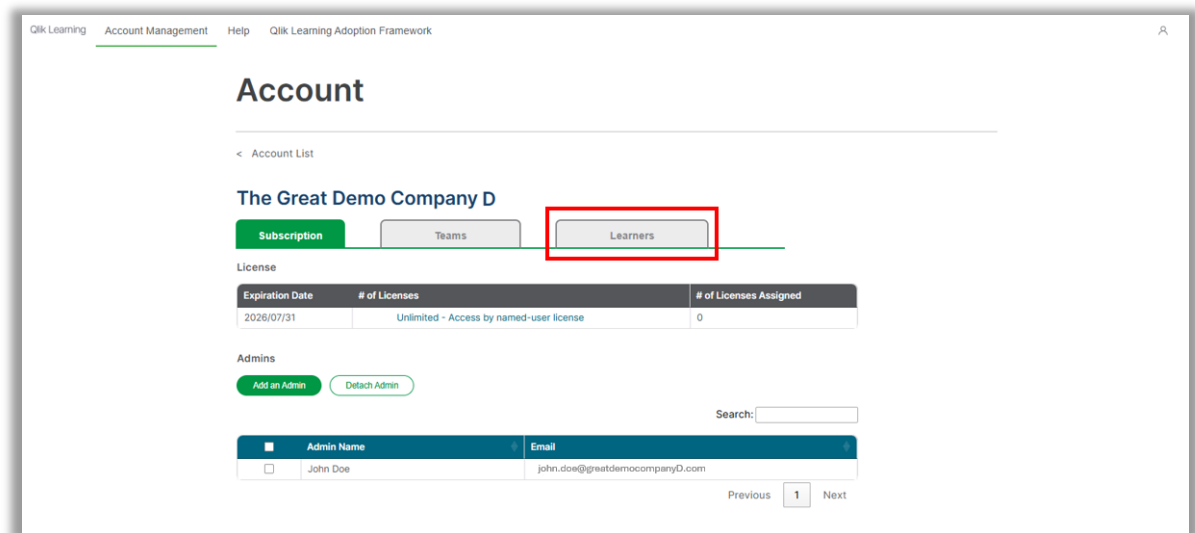 Qlik Learning Account Management Help Qlik Learning Adoption Framework
Account
< Account List
The Great Demo Company D
Subscription Teams Learners
License
Expiration Date # of Licenses # of Licenses Assigned
2026/07/31 Unlimited - Access by named-user license 0
Admins
Add an Admin Detach Admin
Search:
Admin Name Email
John Doe john.doe@greatdemocompanyD.com
Previous 1 Next